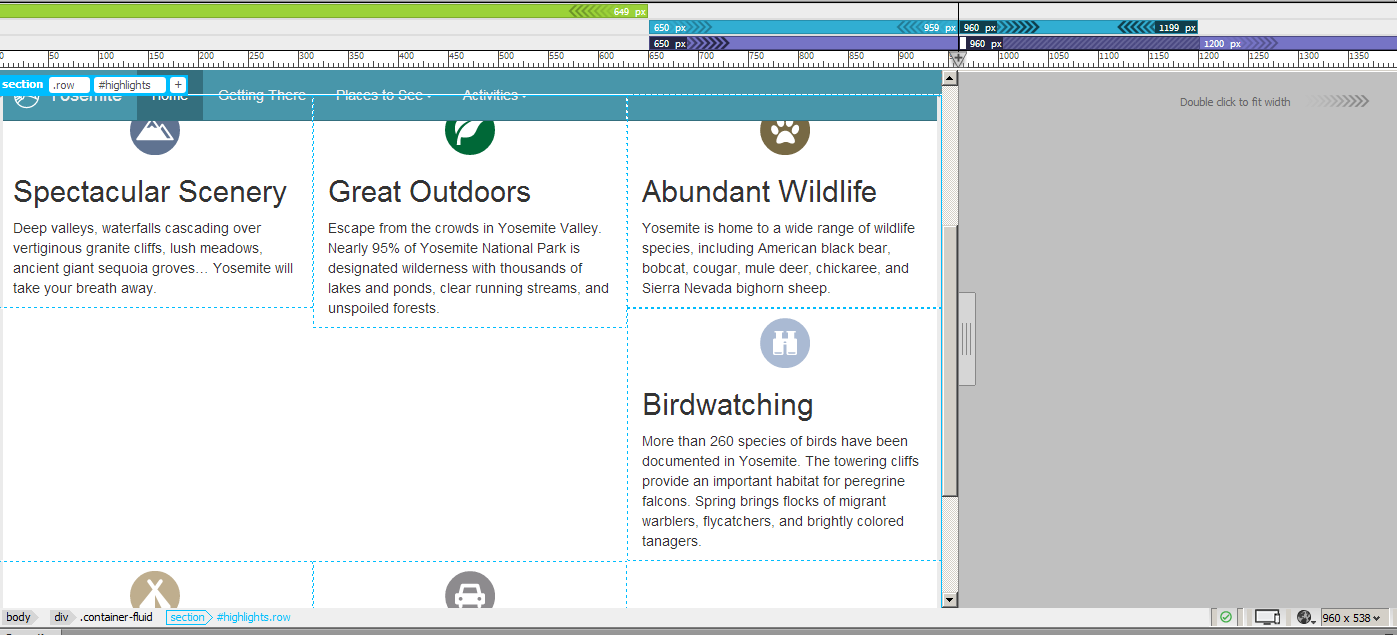 649 px
650 px
959 px
960 px
1199 px
650 px
960 px
1200 px
0 50 100 150 200 250 300 350 400 450 500 550 600 650 700 750 800 850 900 1000 1050 1100 1150 1200 1250 1300 1350
section .row #highlights +
Yosemite Home Getting There Places to See Activities
Double click to fit width
Spectacular Scenery
Deep valleys, waterfalls cascading over
vertiginous granite cliffs, lush meadows,
ancient giant sequoia groves... Yosemite will
take your breath away.
Great Outdoors
Escape from the crowds in Yosemite Valley.
Nearly 95% of Yosemite National Park is
designated wilderness with thousands of
lakes and ponds, clear running streams, and
unspoiled forests.
Abundant Wildlife
Yosemite is home to a wide range of wildlife
species, including American black bear,
bobcat, cougar, mule deer, chickaree, and
Sierra Nevada bighorn sheep.
Birdwatching
More than 260 species of birds have been
documented in Yosemite. The towering cliffs
provide an important habitat for peregrine
falcons. Spring brings flocks of migrant
warblers, flycatchers, and brightly colored
tanagers.
body div .container-fluid section #highlights.row
960 x 538